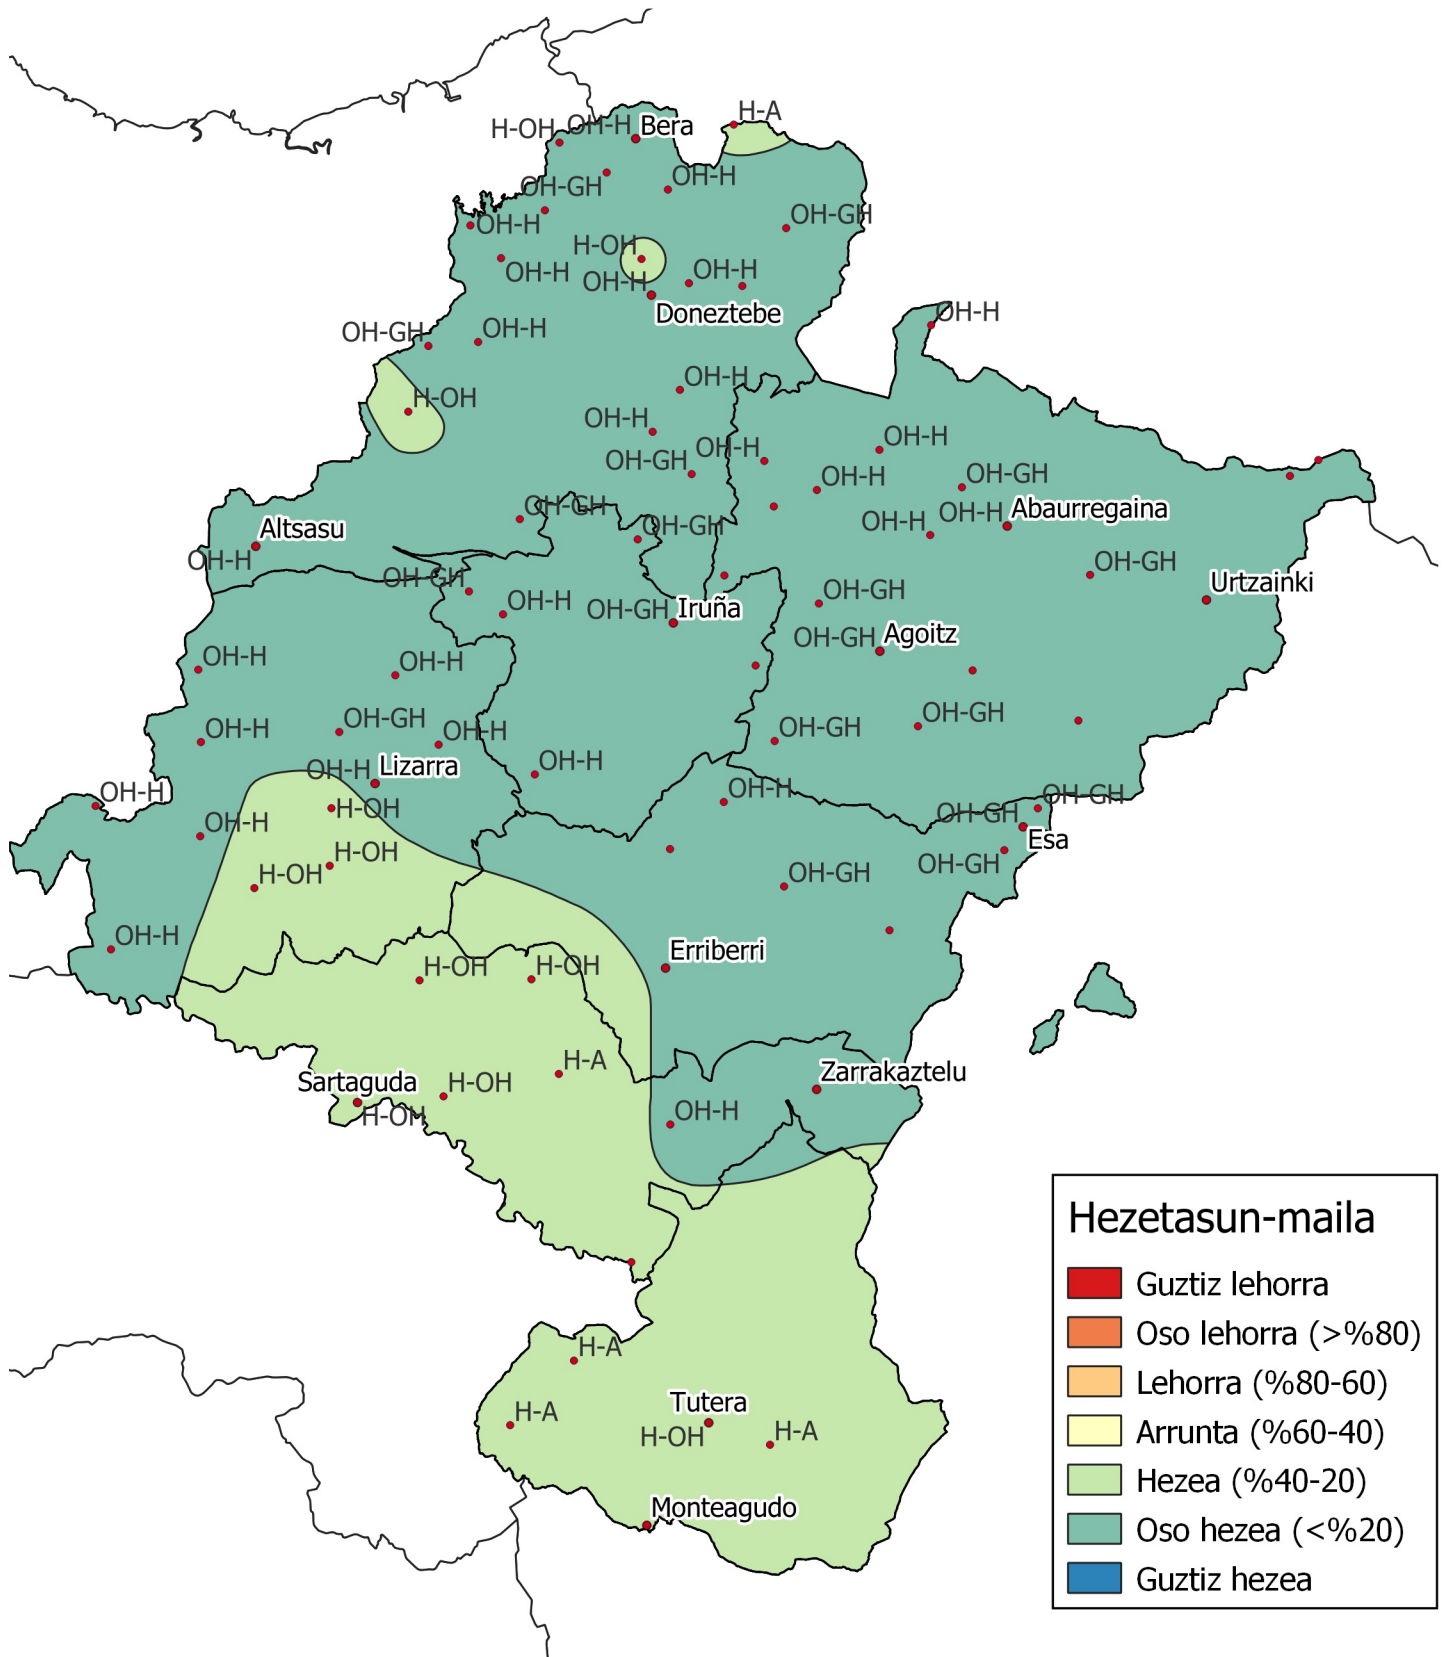 H-A
H-OH
OH-H
Bera
OH-GH
OH-H
OH-H
OH-GH
H-OH
OH-H
OH-H
OH-H
Doneztebe
OH-H
OH-GH
OH-H
OH-H
H-OH
OH-H
OH-H
OH-H
OH-GH
OH-H
OH-GH
OH-H
OH-GH
Abaurregaina
OH-H
Altsasu
OH-H
OH-GH
OH-GH
OH-GH
Urtzainki
OH-GH
OH-H
OH-GH
Iruña
OH-GH
OH-GH
Agoitz
OH-H
OH-H
OH-H
OH-GH
OH-H
OH-GH
OH-GH
OH-H
Lizarra
OH-H
OH-H
OH-H
OH-GH
OH-GH
Esa
OH-H
H-OH
H-OH
H-OH
OH-GH
OH-GH
OH-H
Erriberri
H-OH
H-OH
H-A
Zarrakaztelu
Sartaguda
H-OH
H-OH
OH-H
H-A
H-A
Tutera
H-OH
H-A
Monteagudo
Hezetasun-maila
Guztiz lehorra
Oso lehorra (>%80)
Lehorra (%80-60)
Arrunta (%60-40)
Hezea (%40-20)
Oso hezea (<%20)
Guztiz hezea